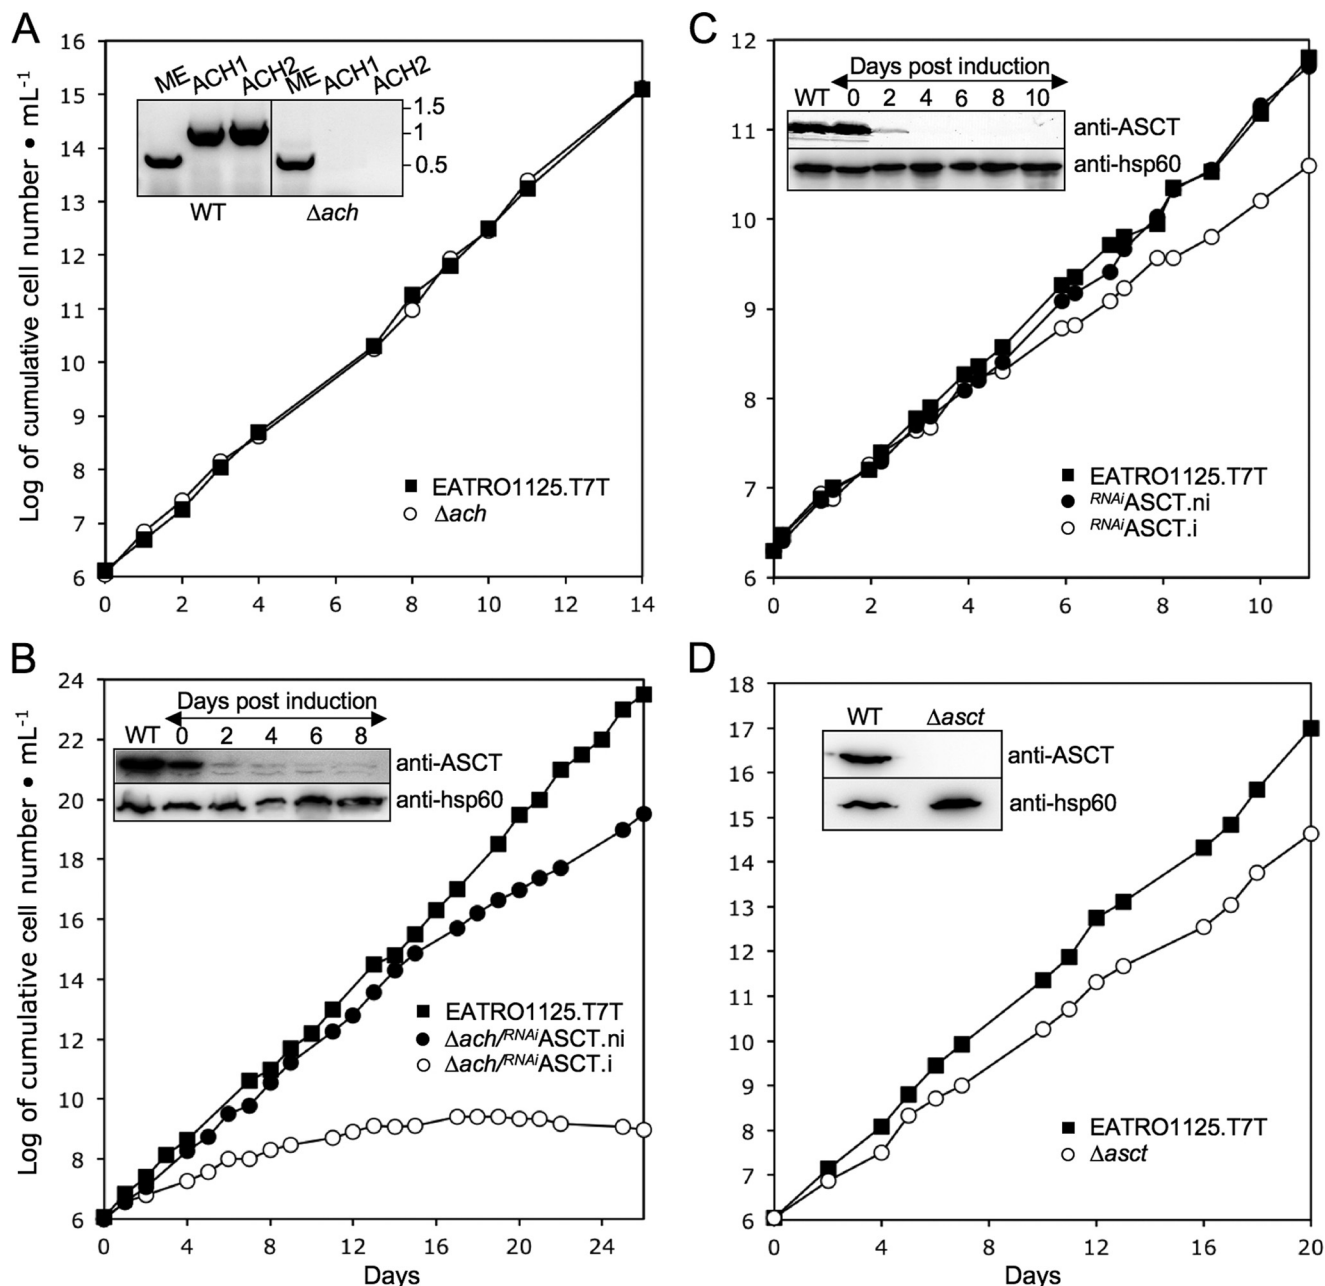 A
Log of cumulative cell number • mL-1
16
15
14
13
12
11
10
9
8
7
6
ME ACH1 ACH2 ME ACH1 ACH2
1.5
1
0.5
WT Δach
EATRO1125.T7T
Δach
0 2 4 6 8 10 12 14
C
12
11
10
9
8
7
6
Days post induction
WT 0 2 4 6 8 10
anti-ASCT
anti-hsp60
EATRO1125.T7T
RNAiASCT.ni
RNAiASCT.i
0 2 4 6 8 10
B
Log of cumulative cell number • mL-1
24
22
20
18
16
14
12
10
8
6
Days post induction
WT 0 2 4 6 8
anti-ASCT
anti-hsp60
EATRO1125.T7T
Δach/RNAiASCT.ni
Δach/RNAiASCT.i
0 4 8 12 16 20 24
Days
D
18
17
16
15
14
13
12
11
10
9
8
7
6
WT Δasct
anti-ASCT
anti-hsp60
EATRO1125.T7T
Δasct
0 4 8 12 16 20
Days